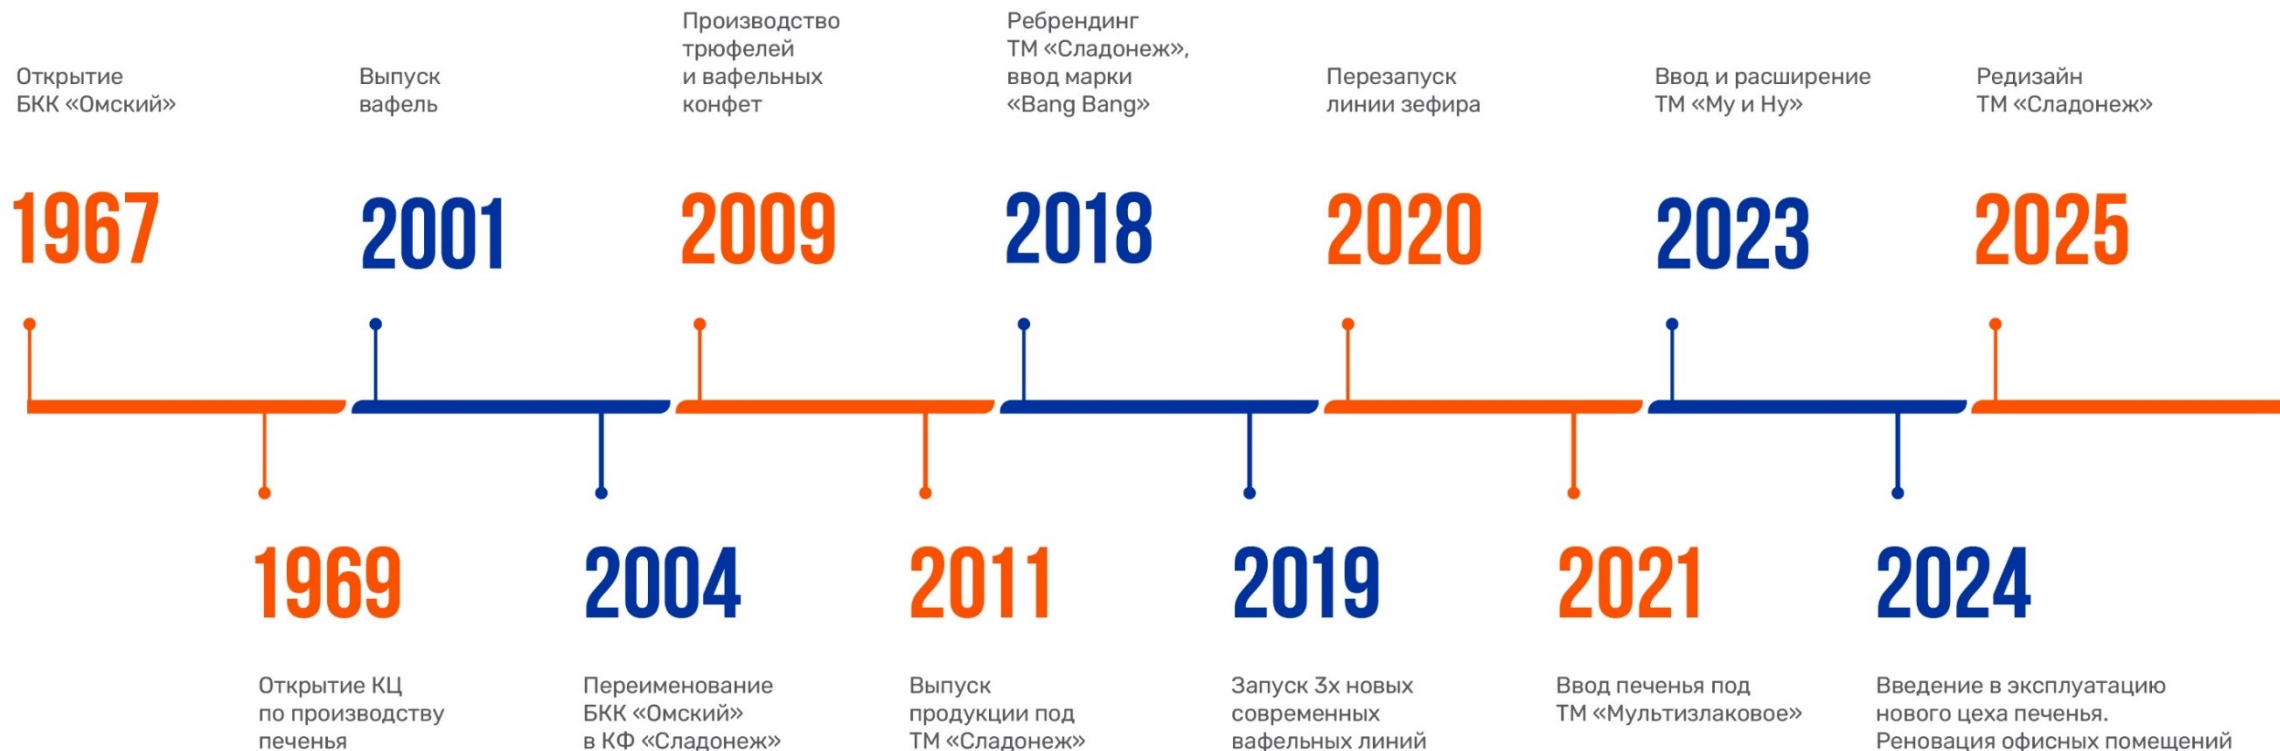 Открытие
БКК «Омский»
1967
1969
Открытие КЦ
по производству
печенья
Выпуск
вафель
2001
2004
Переименование
БКК «Омский»
в КФ «Сладонеж»
Производство
трюфелей
и вафельных
конфет
2009
2011
Выпуск
продукции под
ТМ «Сладонеж»
Ребрендинг
ТМ «Сладонеж»,
ввод марки
«Bang Bang»
2018
2019
Запуск 3х новых
современных
вафельных линий
Перезапуск
линии зефира
2020
2021
Ввод печенья под
ТМ «Мультизлаковое»
Ввод и расширение
ТМ «Му и Ну»
2023
2024
Введение в эксплуатацию
нового цеха печенья.
Реновация офисных помещений
Редизайн
ТМ «Сладонеж»
2025